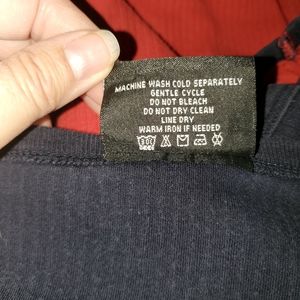 MACHINE WASH COLD SEPARATELY
GENTLE CYCLE
DO NOT BLEACH
DO NOT DRY CLEAN
LINE DRY
WARM IRON IF NEEDED